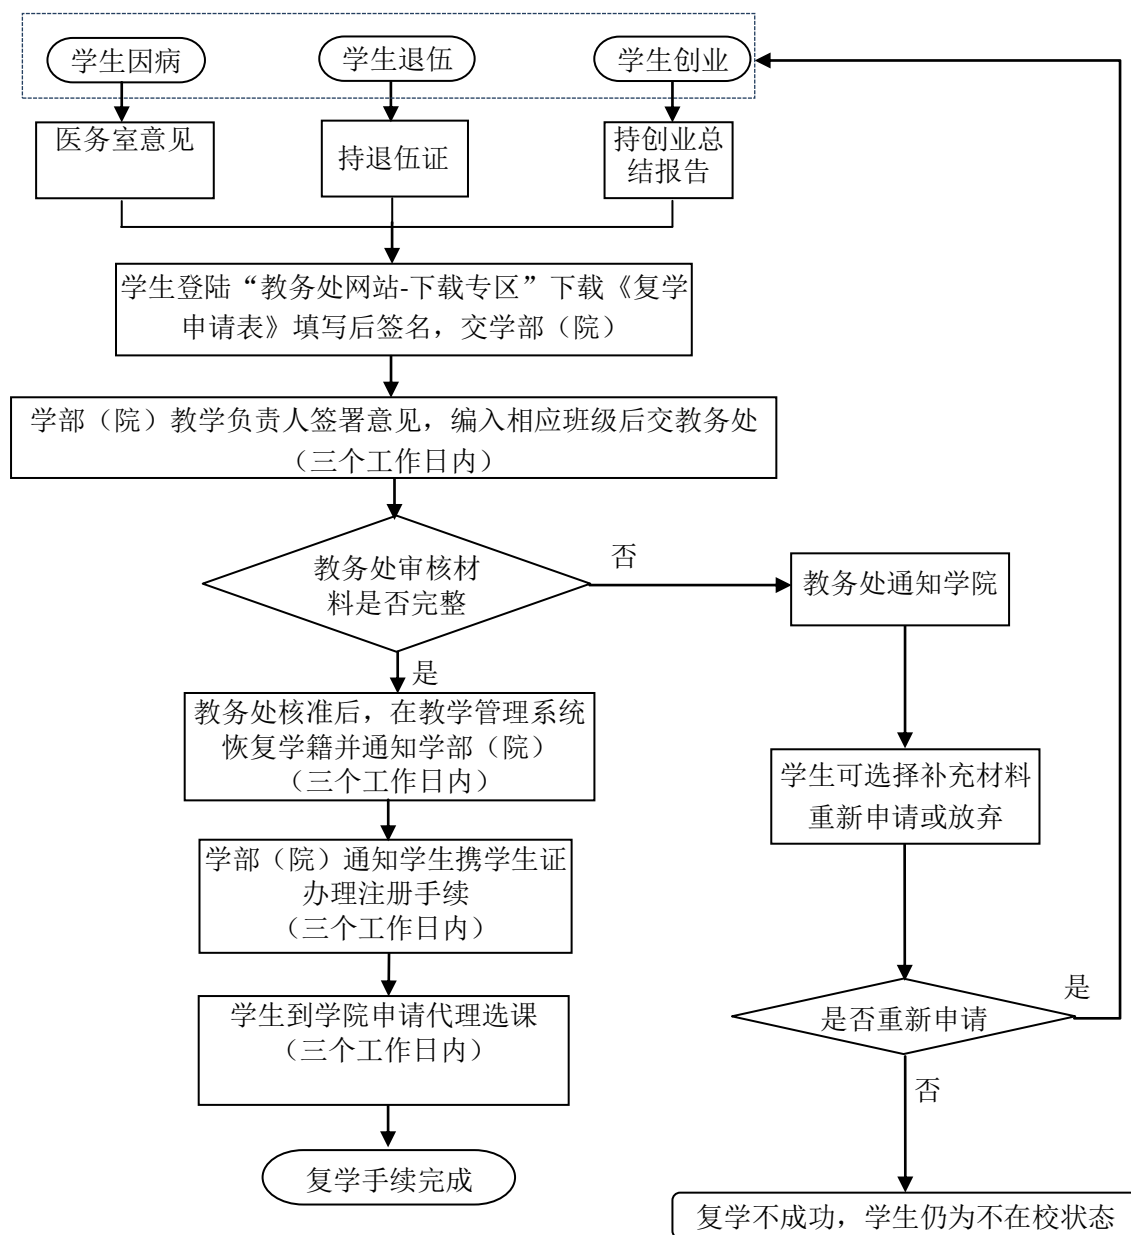 学生因病
学生退伍
学生创业
医务室意见
持退伍证
持创业总
结报告
学生登陆“教务处网站-下载专区”下载《复学
申请表》填写后签名，交学部（院）
学部（院）教学负责人签署意见，编入相应班级后交教务处
（三个工作日内）
教务处审核材
料是否完整
否
教务处通知学院
是
教务处核准后，在教学管理系统
恢复学籍并通知学部（院）
（三个工作日内）
学生可选择补充材料
重新申请或放弃
学部（院）通知学生携学生证
办理注册手续
（三个工作日内）
学生到学院申请代理选课
（三个工作日内）
是否重新申请
是
否
复学手续完成
复学不成功，学生仍为不在校状态